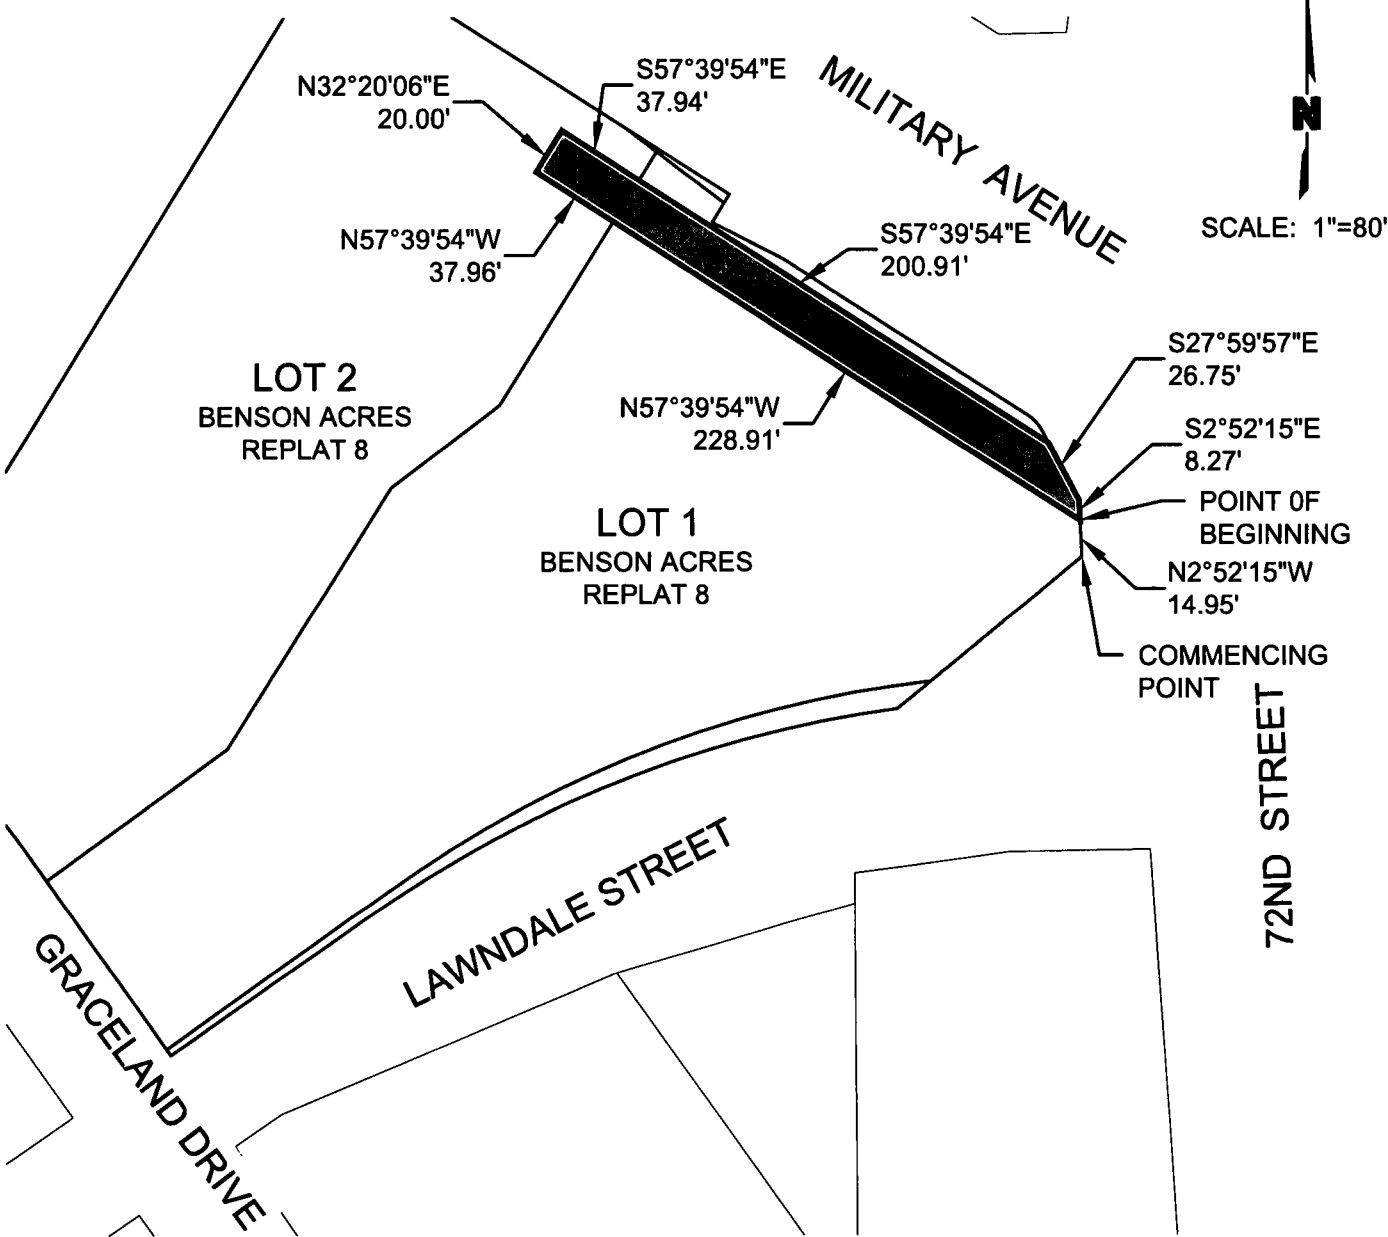 N32°20'06"E
20.00'
S57°39'54"E
37.94'
MILITARY AVENUE
N
SCALE: 1"=80'
N57°39'54"W
37.96'
S57°39'54"E
200.91'
S27°59'57"E
26.75'
LOT 2
BENSON ACRES
REPLAT 8
N57°39'54"W
228.91'
S2°52'15"E
8.27'
POINT 0F
BEGINNING
LOT 1
BENSON ACRES
REPLAT 8
N2°52'15"W
14.95'
COMMENCING
POINT
72ND STREET
LAWNDALE STREET
GRACELAND DRIVE